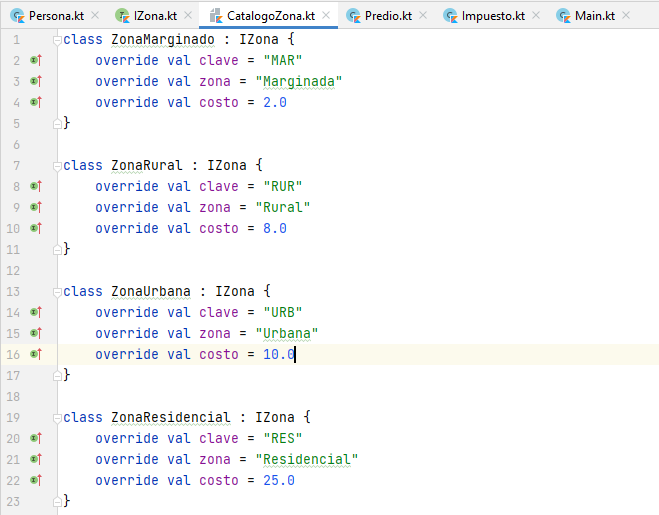 Persona.kt IZona.kt CatalogoZona.kt Predio.kt Impuesto.kt Main.kt
1 class ZonaMarginado : IZona {
2 override val clave = "MAR"
3 override val zona = "Marginada"
4 override val costo = 2.0
5 }
6
7 class ZonaRural : IZona {
8 override val clave = "RUR"
9 override val zona = "Rural"
10 override val costo = 8.0
11 }
12
13 class ZonaUrbana : IZona {
14 override val clave = "URB"
15 override val zona = "Urbana"
16 override val costo = 10.0
17 }
18
19 class ZonaResidencial : IZona {
20 override val clave = "RES"
21 override val zona = "Residencial"
22 override val costo = 25.0
23 }